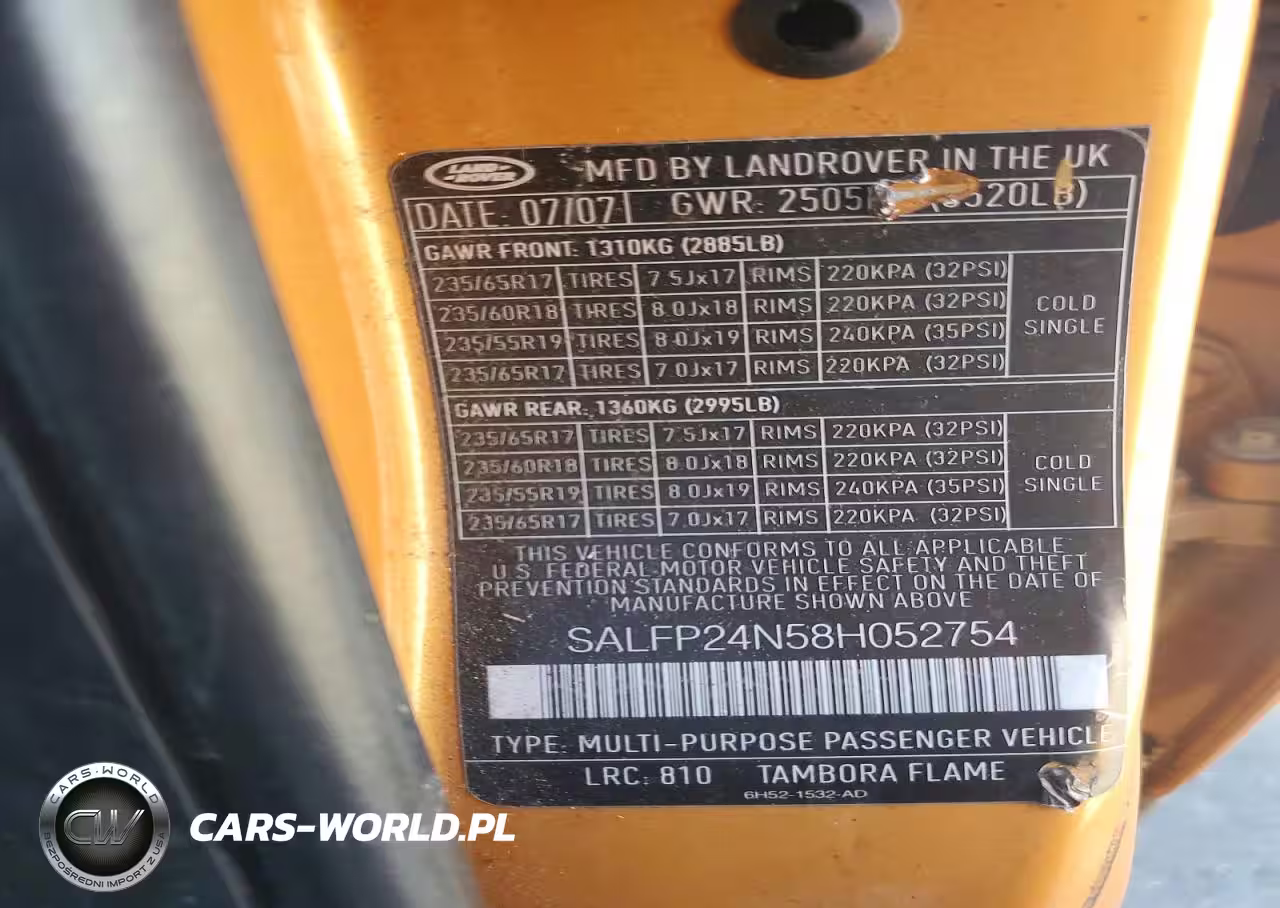 LAND ROVER MFD BY LANDROVER IN THE UK
DATE: 07/07 GWR: 2505 520LB)
GAWR FRONT: 1310KG (2885LB)
235/65R17 TIRES 7.5Jx17 RIMS 220KPA (32PSI)
235/60R18 TIRES 8.0Jx18 RIMS 220KPA (32PSI)
235/55R19 TIRES 8.0Jx19 RIMS 240KPA (35PSI)
235/65R17 TIRES 7.0Jx17 RIMS 220KPA (32PSI)
COLD
SINGLE
GAWR REAR: 1360KG (2995LB)
235/65R17 TIRES 7.5Jx17 RIMS 220KPA (32PSI)
235/60R18 TIRES 8.0Jx18 RIMS 220KPA (32PSI)
235/55R19 TIRES 8.0Jx19 RIMS 240KPA (35PSI)
235/65R17 TIRES 7.0Jx17 RIMS 220KPA (32PSI)
COLD
SINGLE
THIS VEHICLE CONFORMS TO ALL APPLICABLE
U.S. FEDERAL MOTOR VEHICLE SAFETY AND THEFT
PREVENTION STANDARDS IN EFFECT ON THE DATE OF
MANUFACTURE SHOWN ABOVE
SALFP24N58H052754
TYPE: MULTI-PURPOSE PASSENGER VEHICLE
LRC: 810 TAMBORA FLAME
6H52-1532-AD
CARS-WORLD
CW
BEZPOŚREDNI IMPORT Z USA
CARS-WORLD.PL